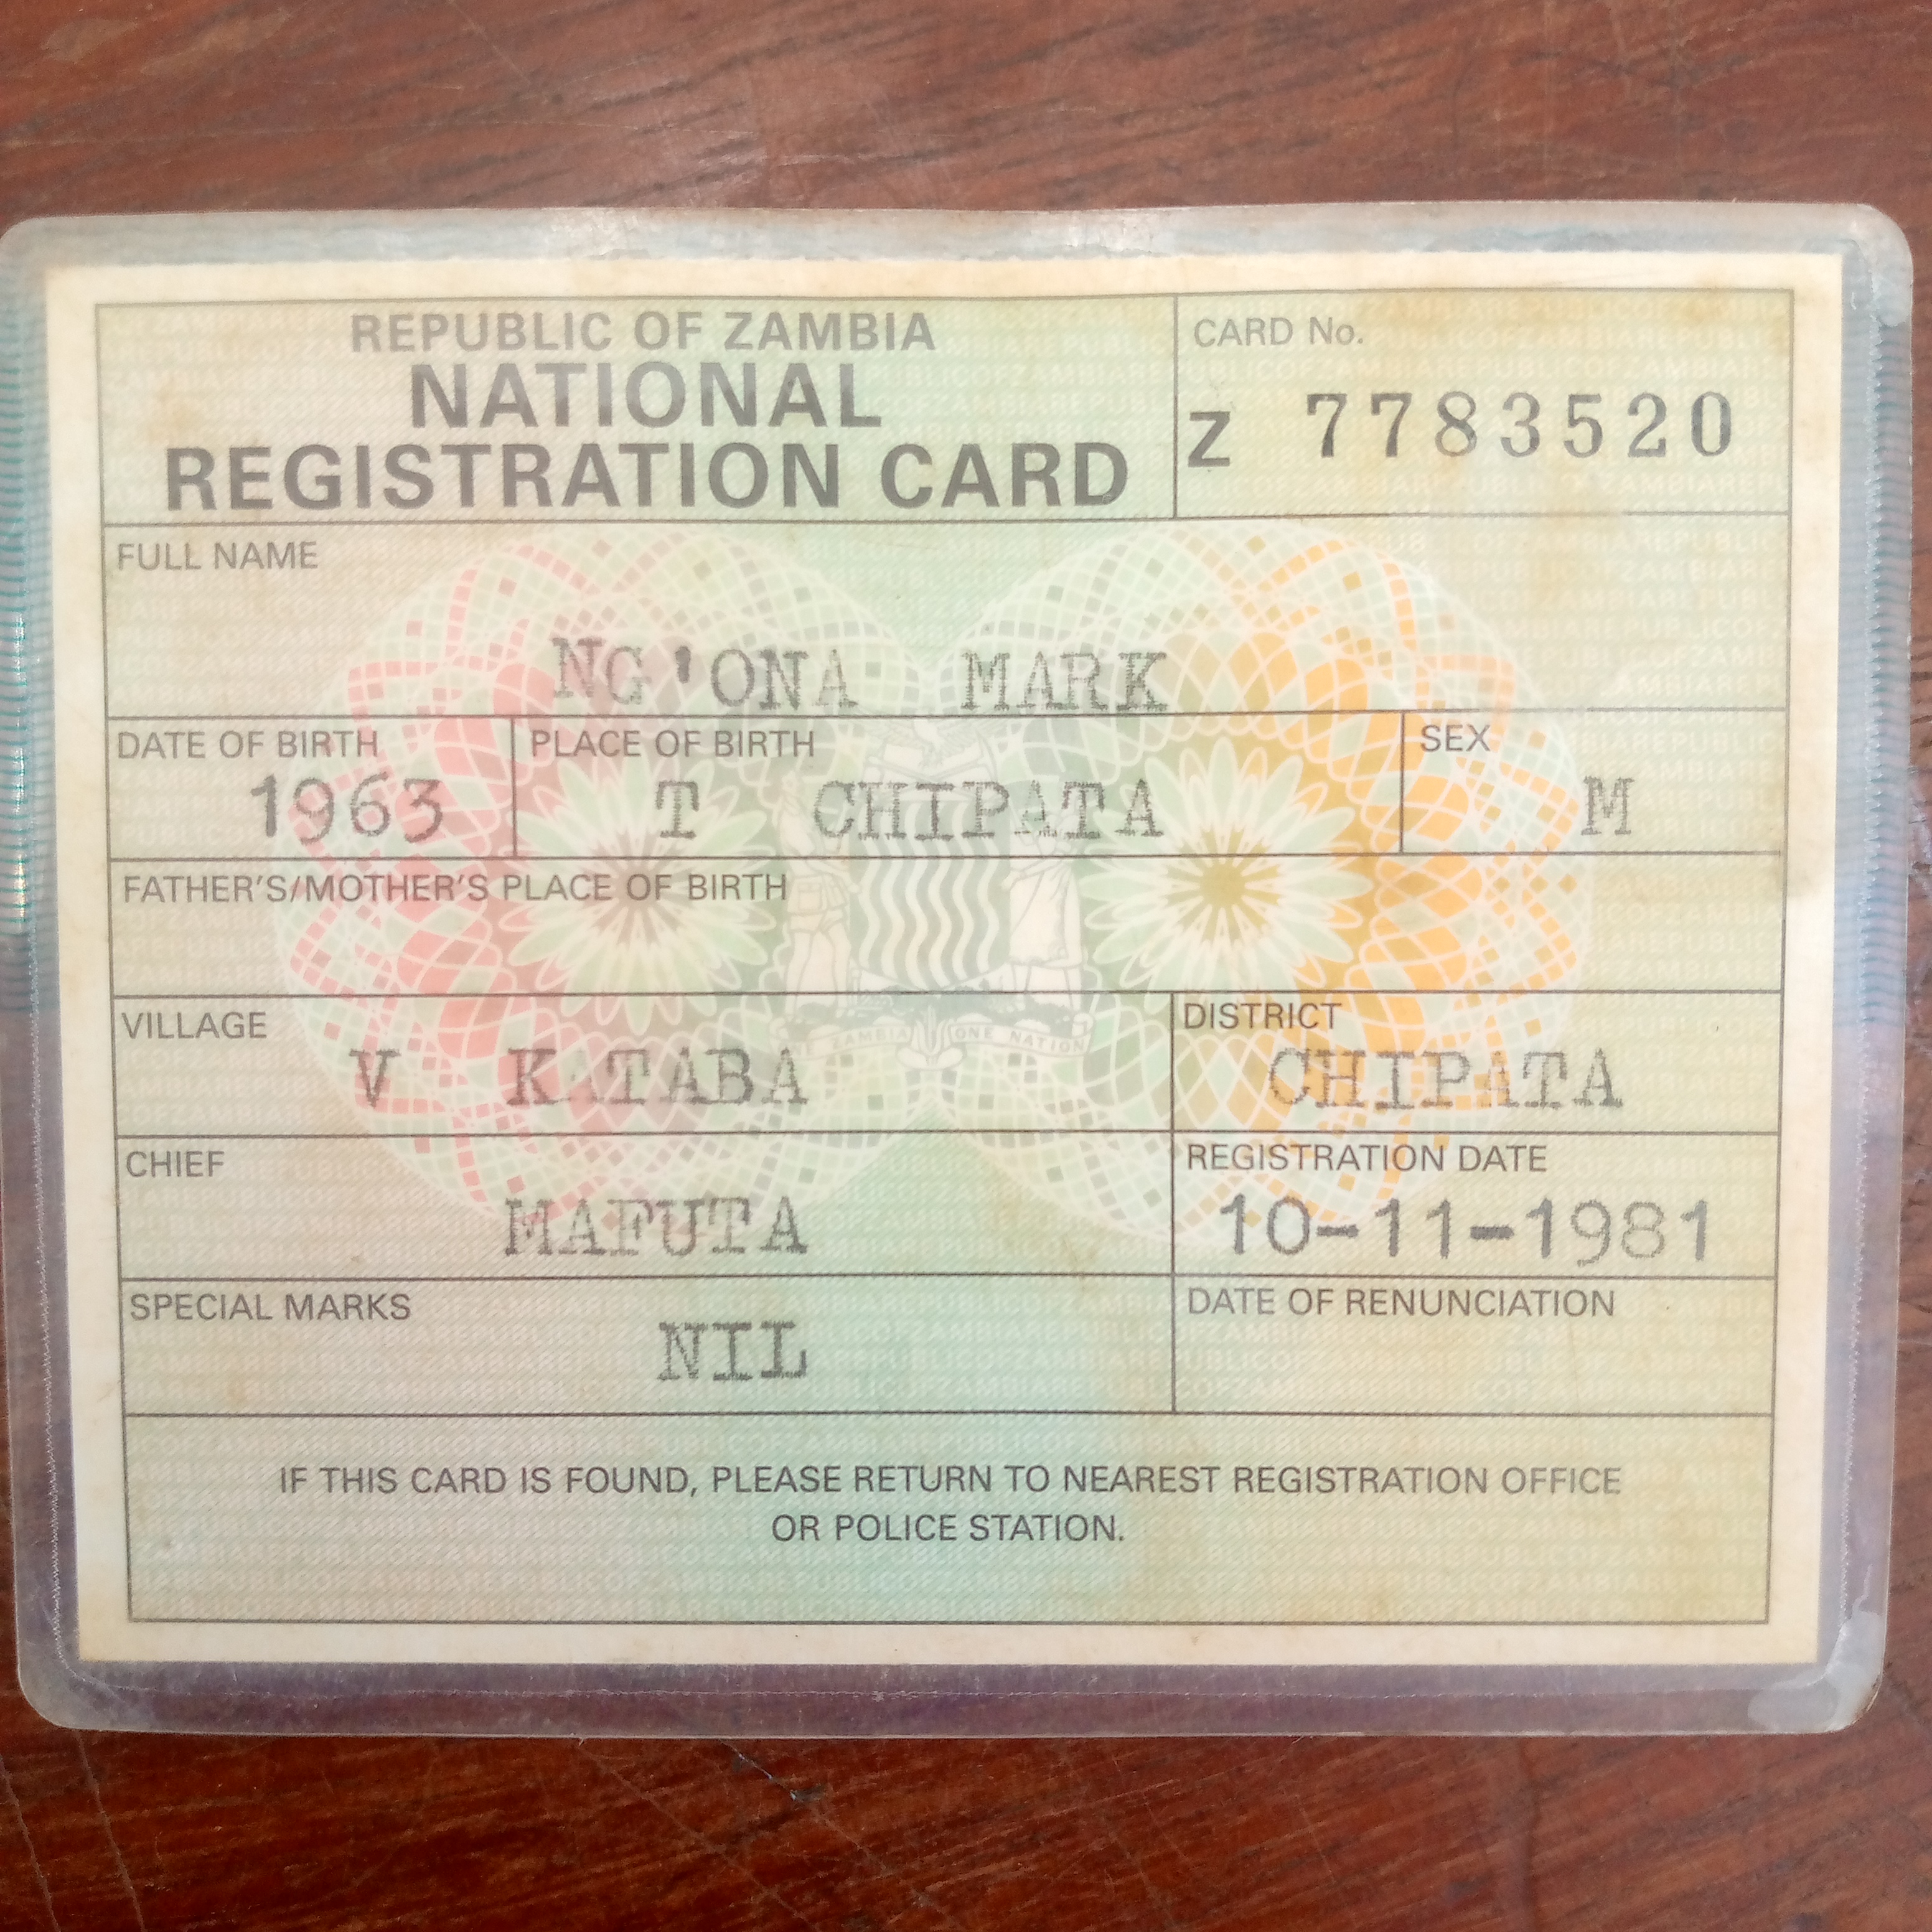 REPUBLIC OF ZAMBIA
NATIONAL
REGISTRATION CARD
CARD No.
Z 7783520
FULL NAME
NG'ONA MARK
DATE OF BIRTH
1963
PLACE OF BIRTH
T CHIPATA
SEX
M
FATHER'S/MOTHER'S PLACE OF BIRTH
VILLAGE
V KATABA
DISTRICT
CHIPATA
CHIEF
MAFUTA
REGISTRATION DATE
10-11-1981
SPECIAL MARKS
NIL
DATE OF RENUNCIATION
IF THIS CARD IS FOUND, PLEASE RETURN TO NEAREST REGISTRATION OFFICE
OR POLICE STATION.